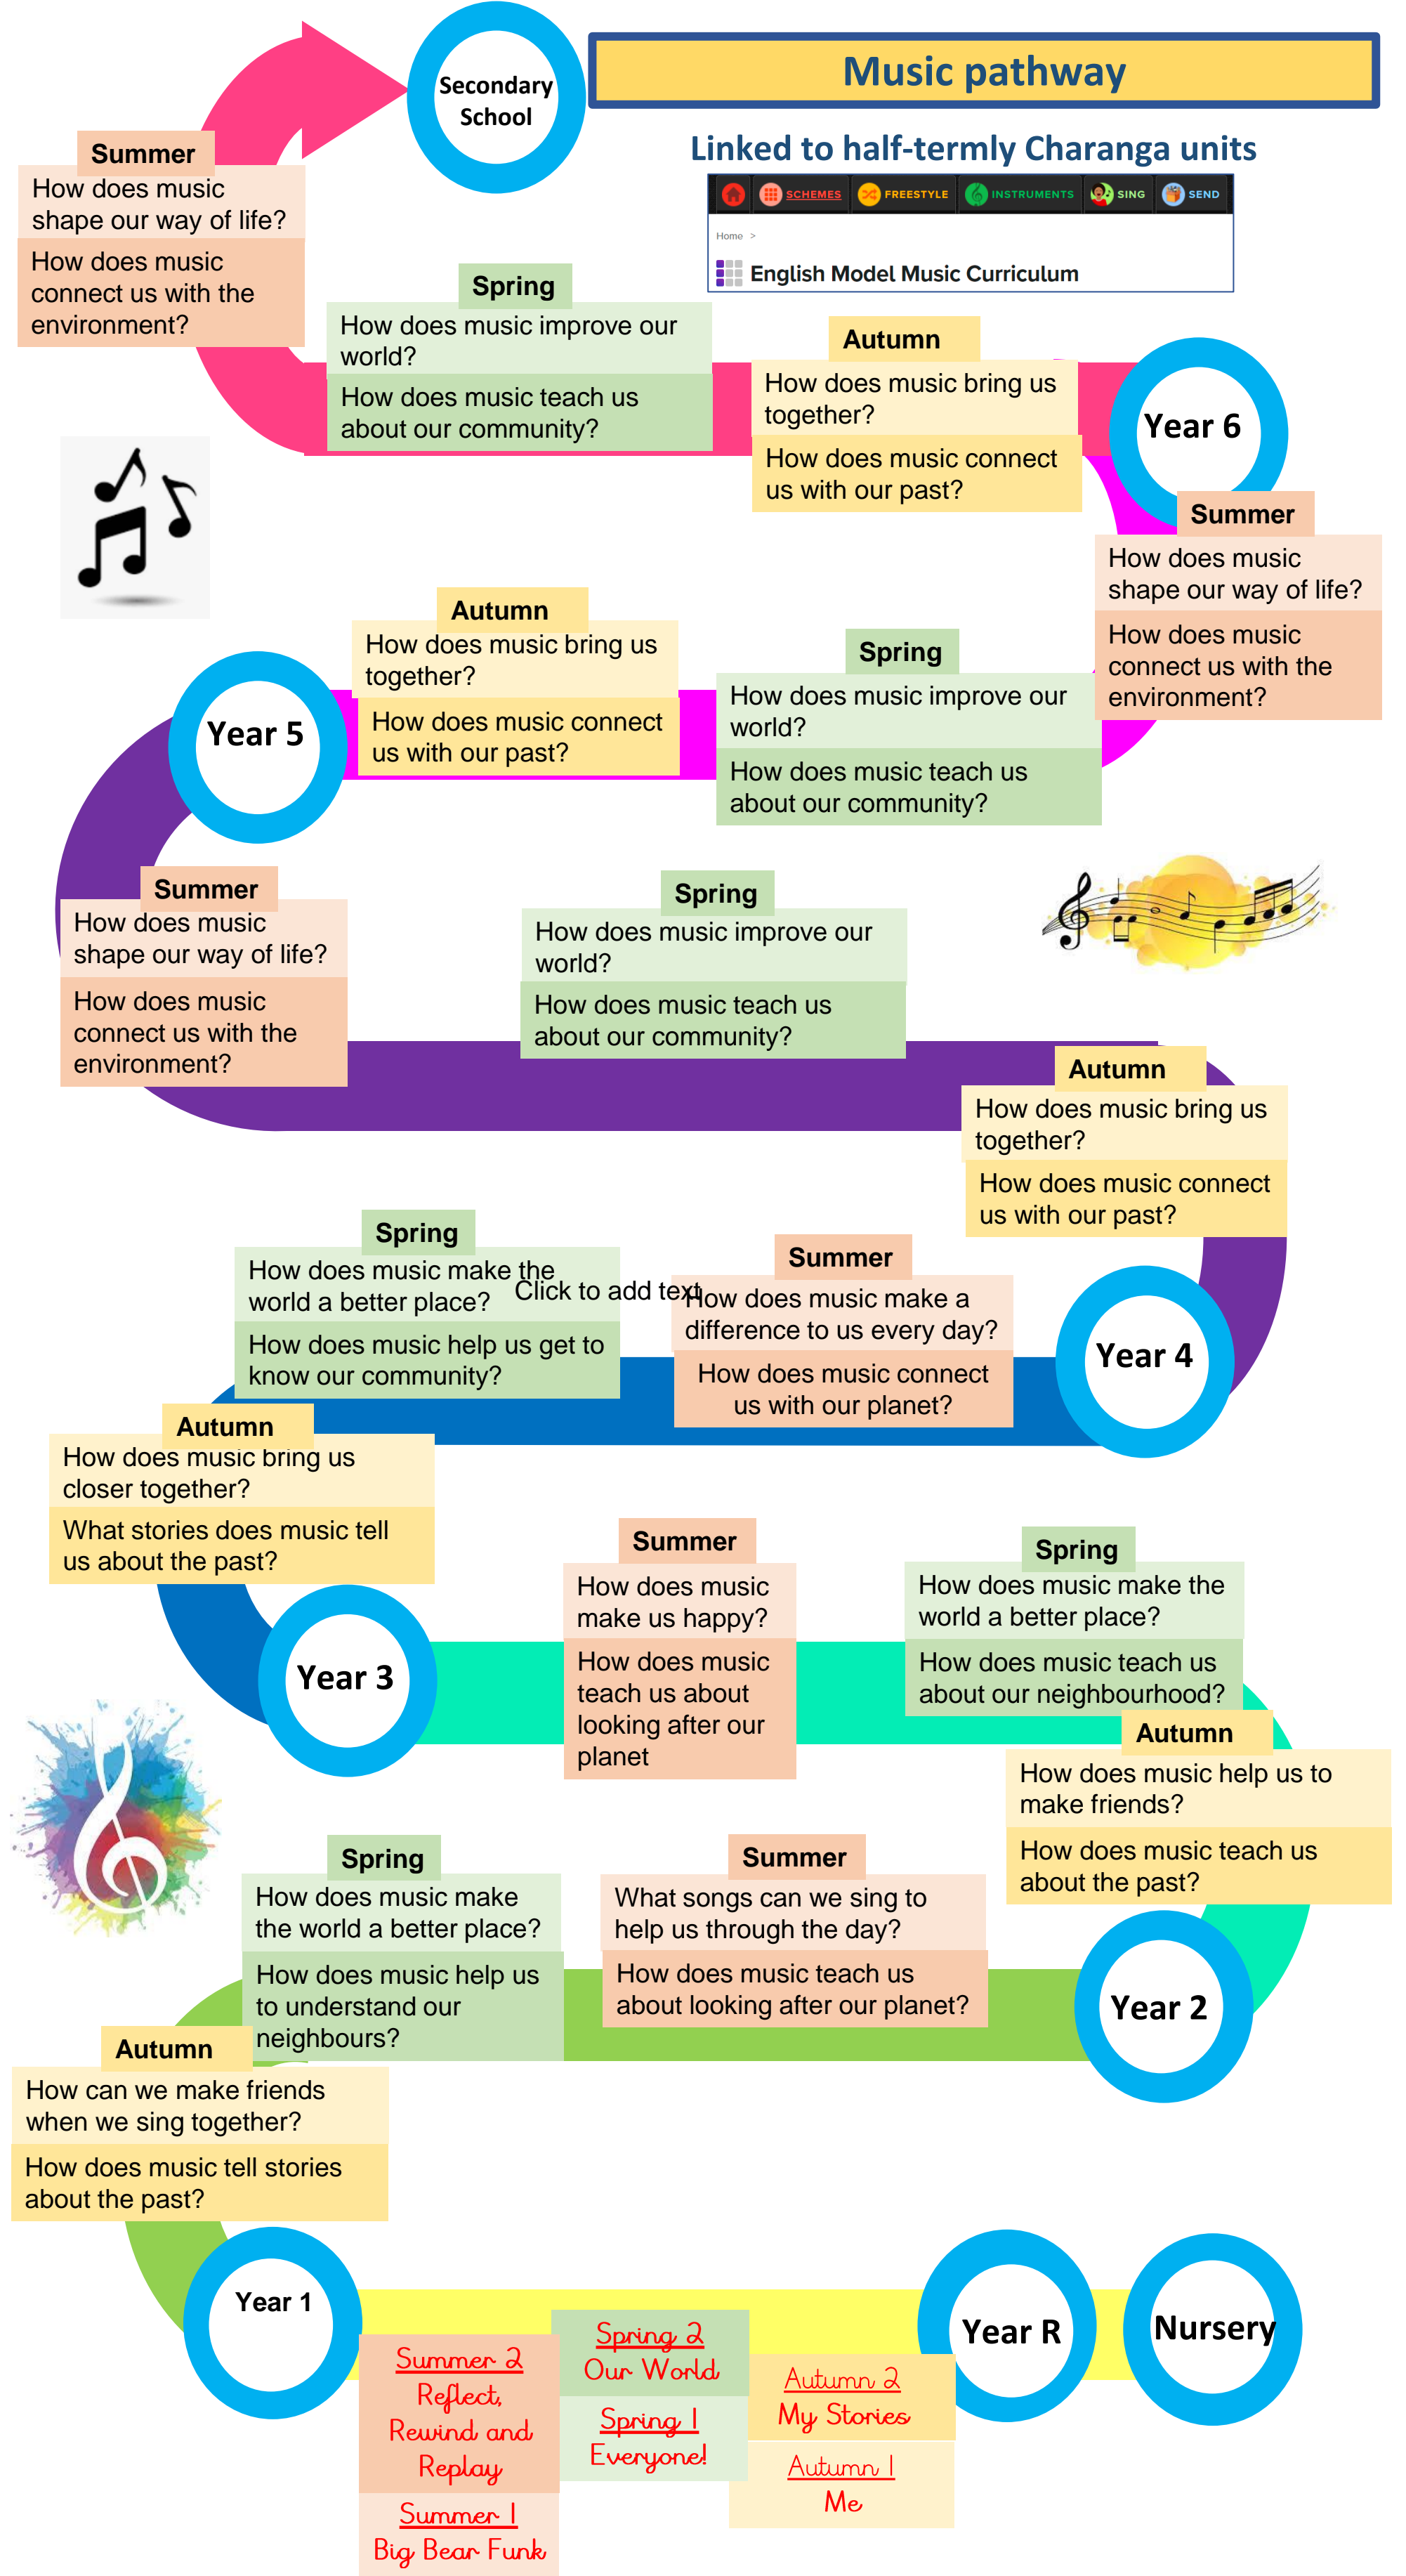 Music pathway
Linked to half-termly Charanga units
SCHEMES
FREESTYLE
INSTRUMENTS
SING
SEND
Home >
English Model Music Curriculum
Secondary
School
Summer
How does music
shape our way of life?
How does music
connect us with the
environment?
Spring
How does music improve our
world?
How does music teach us
about our community?
Autumn
How does music bring us
together?
How does music connect
us with our past?
Year 6
Summer
How does music
shape our way of life?
How does music
connect us with the
environment?
Spring
How does music improve our
world?
How does music teach us
about our community?
Autumn
How does music bring us
together?
How does music connect
us with our past?
Year 5
Summer
How does music
shape our way of life?
How does music
connect us with the
environment?
Spring
How does music improve our
world?
How does music teach us
about our community?
Autumn
How does music bring us
together?
How does music connect
us with our past?
Year 4
Summer
How does music make a
difference to us every day?
How does music connect
us with our planet?
Click to add text
Spring
How does music make the
world a better place?
How does music help us get to
know our community?
Autumn
How does music bring us
closer together?
What stories does music tell
us about the past?
Year 3
Summer
How does music
make us happy?
How does music
teach us about
looking after our
planet
Spring
How does music make the
world a better place?
How does music teach us
about our neighbourhood?
Autumn
How does music help us to
make friends?
How does music teach us
about the past?
Year 2
Summer
What songs can we sing to
help us through the day?
How does music teach us
about looking after our planet?
Spring
How does music make
the world a better place?
How does music help us
to understand our
neighbours?
Autumn
How can we make friends
when we sing together?
How does music tell stories
about the past?
Year 1
Summer 2
Reflect,
Rewind and
Replay
Summer 1
Big Bear Funk
Spring 2
Our World
Spring 1
Everyone!
Autumn 2
My Stories
Autumn 1
Me
Year R
Nursery